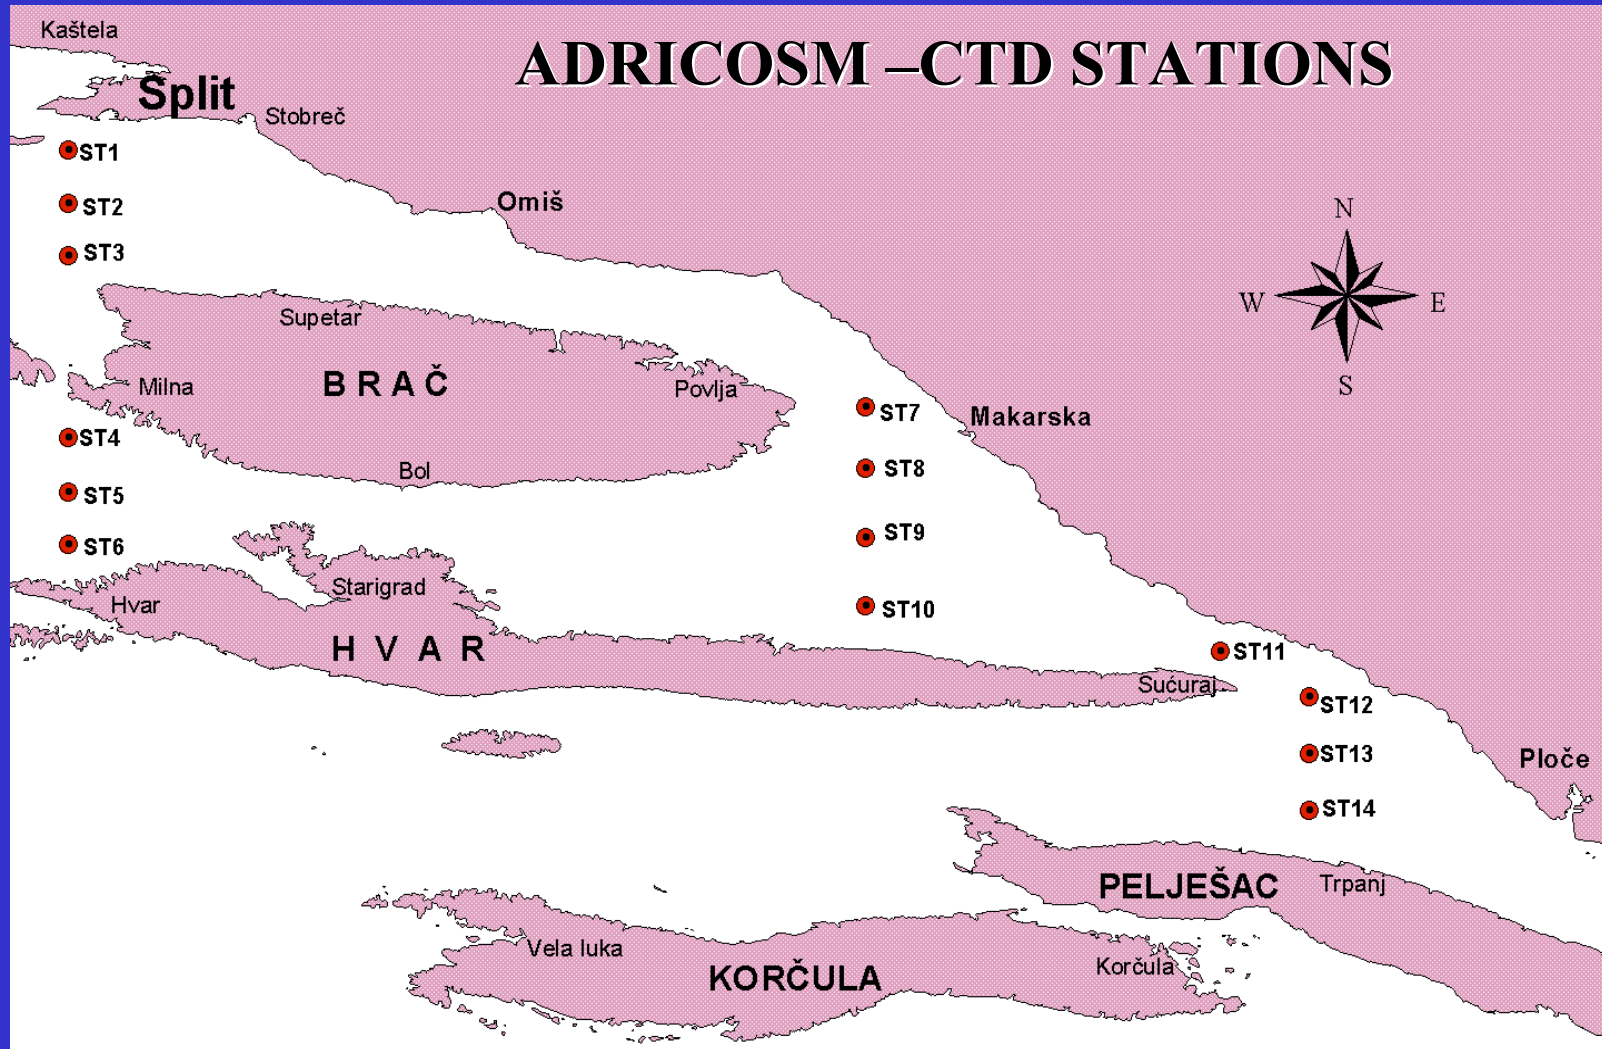 Kaštela
ADRICOSM –CTD STATIONS
Split
Stobreč
ST1
Omiš
ST2
N
ST3
W
E
Supetar
S
BRAČ
Milna
Povlja
ST7
Makarska
ST4
Bol
ST8
ST5
ST9
ST6
Starigrad
Hvar
ST10
HVAR
ST11
Sućuraj
ST12
ST13
Ploče
ST14
PELJEŠAC
Trpanj
Vela luka
Korčula
KORČULA